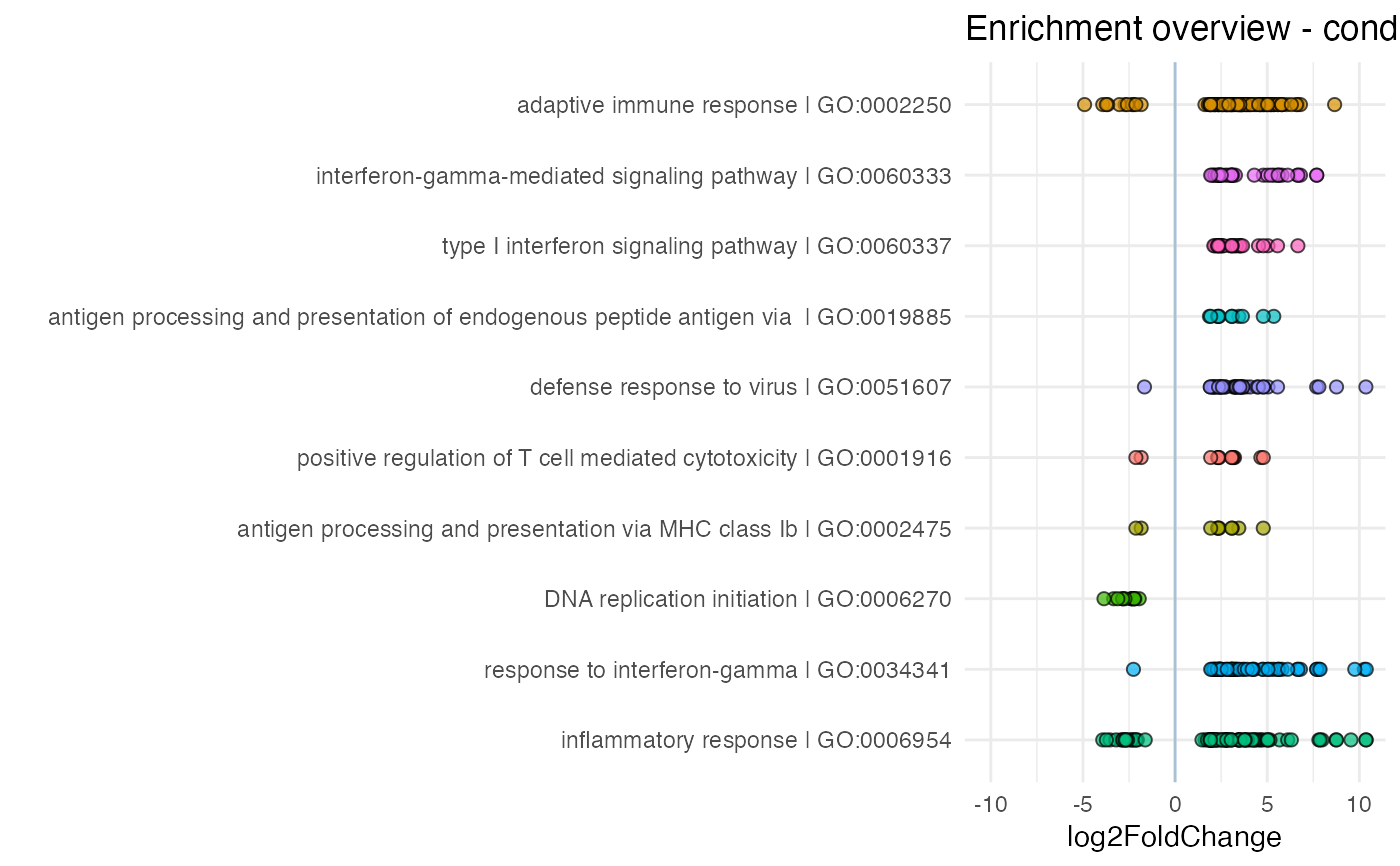 Enrichment overview - cond
adaptive immune response | GO:0002250
interferon-gamma-mediated signaling pathway | GO:0060333
type I interferon signaling pathway | GO:0060337
antigen processing and presentation of endogenous peptide antigen via  | GO:0019885
defense response to virus | GO:0051607
positive regulation of T cell mediated cytotoxicity | GO:0001916
antigen processing and presentation via MHC class Ib | GO:0002475
DNA replication initiation | GO:0006270
response to interferon-gamma | GO:0034341
inflammatory response | GO:0006954
-10 -5 0 5 10
log2FoldChange